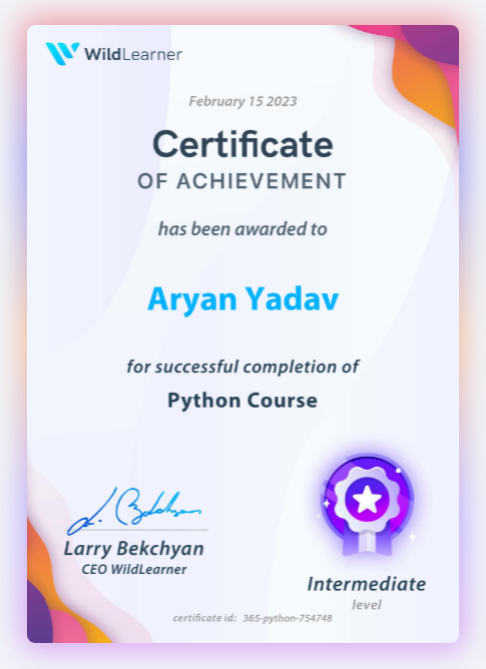 WildLearner
February 15 2023
Certificate
OF ACHIEVEMENT
has been awarded to
Aryan Yadav
for successful completion of
Python Course
Larry Bekchyan
CEO WildLearner
Intermediate
level
certificate id: 365-python-754748